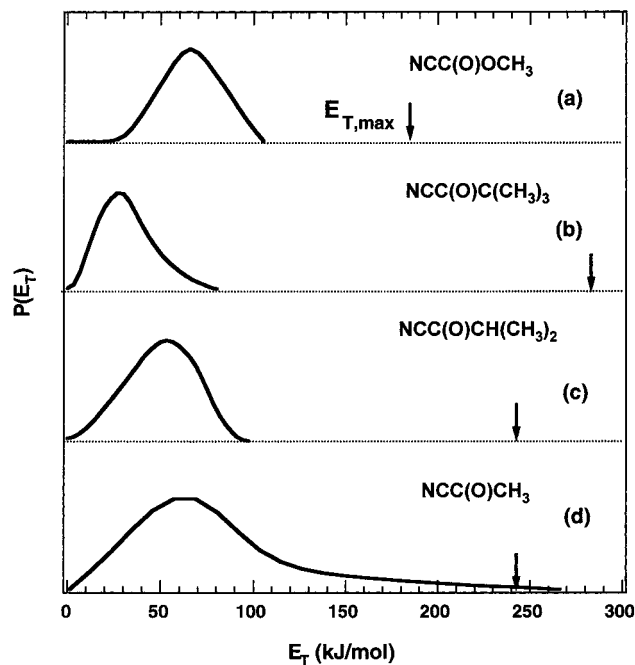 NCC(O)OCH3
(a)
ET,max
NCC(O)C(CH3)3
(b)
P(ET)
NCC(O)CH(CH3)2
(c)
NCC(O)CH3
(d)
0 50 100 150 200 250 300
ET (kJ/mol)